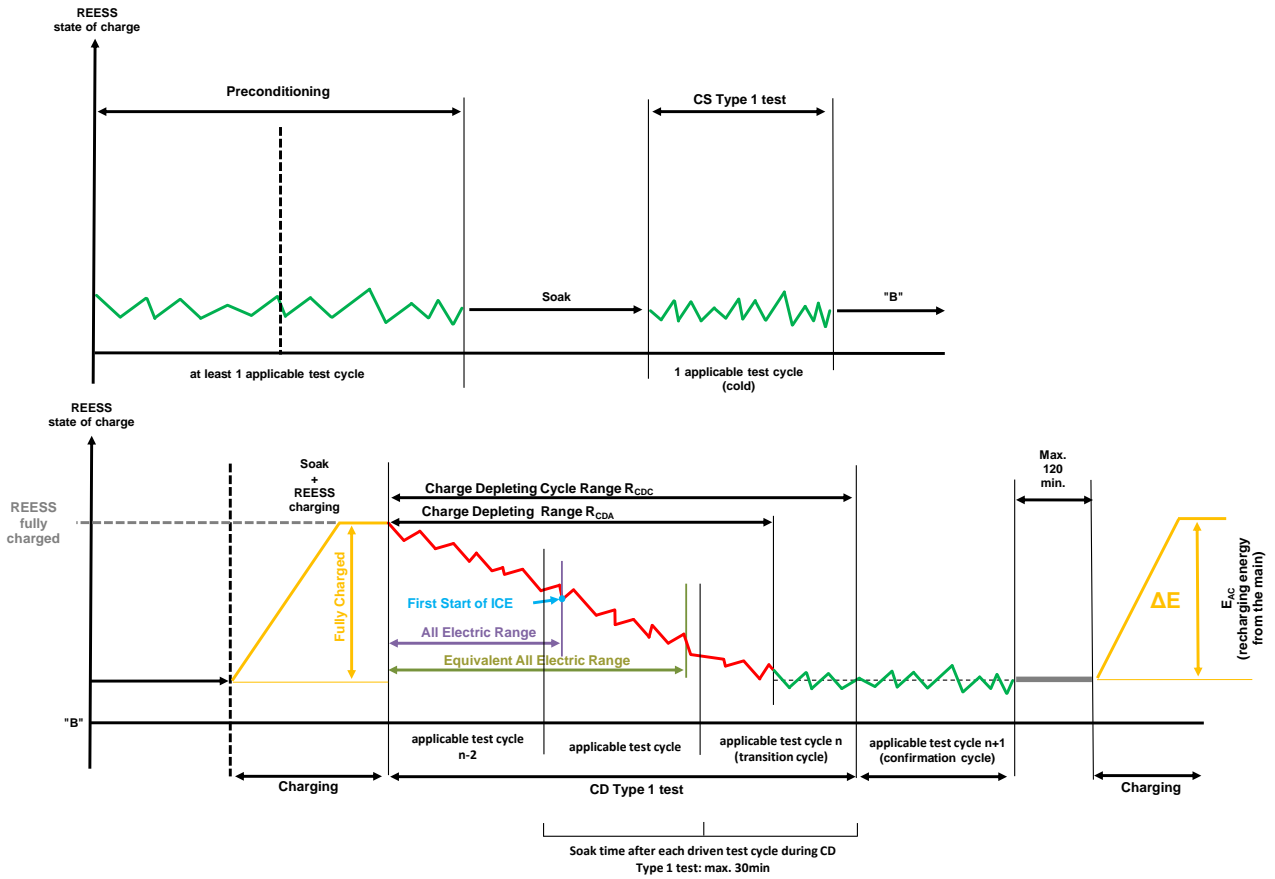 REESS
state of charge
Preconditioning
CS Type 1 test
Soak
"B"
at least 1 applicable test cycle
1 applicable test cycle
(cold)
REESS
state of charge
Soak
+
REESS
charging
Max.
120
min.
REESS
fully
charged
Charge Depleting Cycle Range RCDC
Charge Depleting Range RCDA
Fully Charged
First Start of ICE
All Electric Range
Equivalent All Electric Range
ΔE
EAC
(recharging energy
from the main)
"B"
applicable test cycle
n-2
applicable test cycle
applicable test cycle n
(transition cycle)
applicable test cycle n+1
(confirmation cycle)
Charging
CD Type 1 test
Charging
Soak time after each driven test cycle during CD
Type 1 test: max. 30min